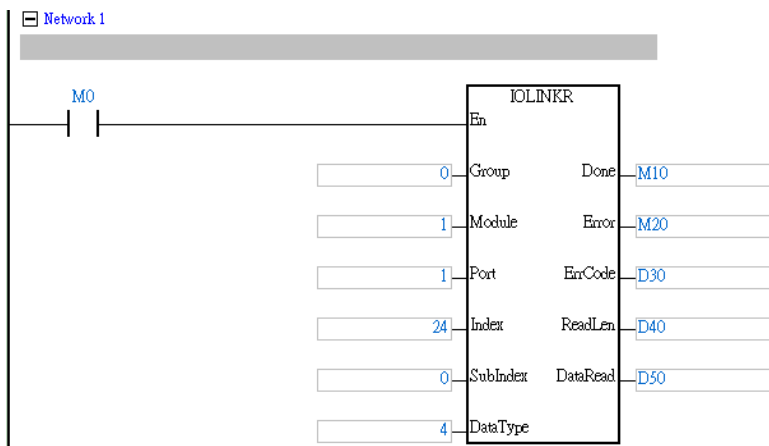 Network 1
M0
IOLINKR
En
0 Group Done M10
1 Module Error M20
1 Port ErrCode D30
24 Index ReadLen D40
0 SubIndex DataRead D50
4 DataType